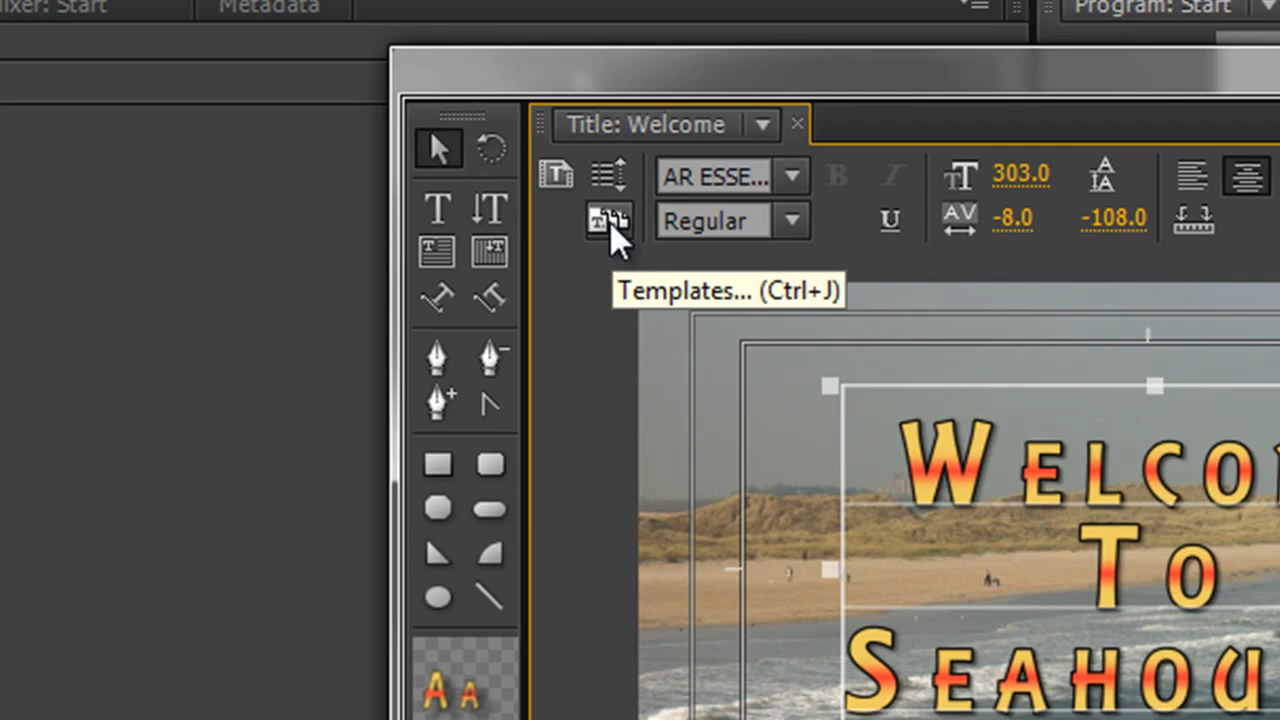 ixer: Start
Metadata
Program: Start
Title: Welcome
AR ESSE...
303.0
Regular
-8.0
-108.0
Templates... (Ctrl+J)
WELCO
TO
SEAHOU
A A